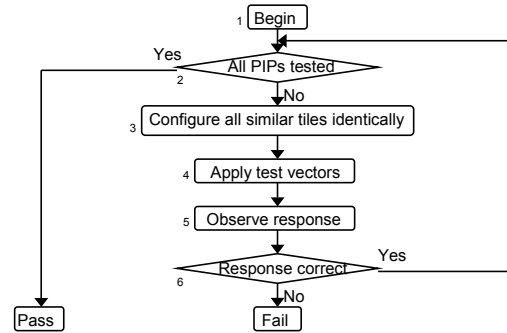 1 Begin
Yes
2 All PIPs tested
No
3 Configure all similar tiles identically
4 Apply test vectors
5 Observe response
6 Response correct
Yes
No
Pass
Fail